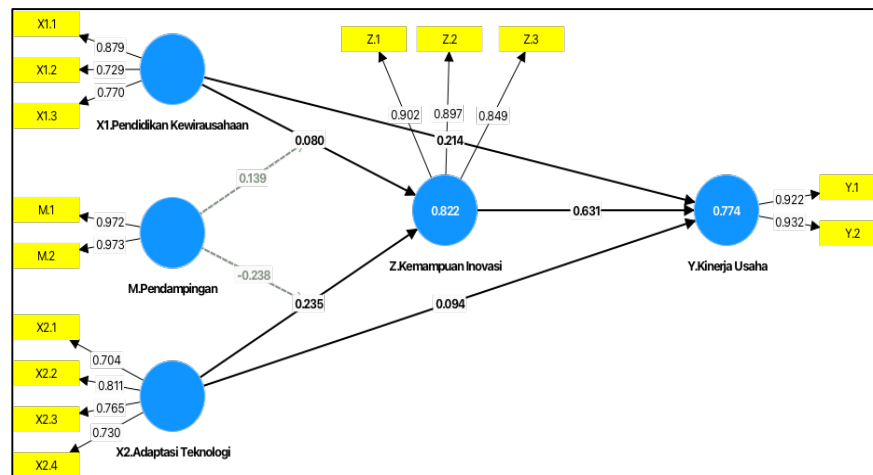 X1.1
0.879
X1.2
0.729
0.770
X1.3
X1.Pendidikan Kewirausahaan
Z.1
Z.2
Z.3
0.902
0.897
0.849
0.080
0.214
0.139
M.1
0.972
M.2
0.973
M.Pendampingan
-0.238
0.822
Z.Kemampuan Inovasi
0.631
0.774
Y.Kinerja Usaha
0.922
Y.1
0.932
Y.2
0.235
0.094
X2.1
0.704
X2.2
0.811
X2.3
0.765
0.730
X2.4
X2.Adaptasi Teknologi